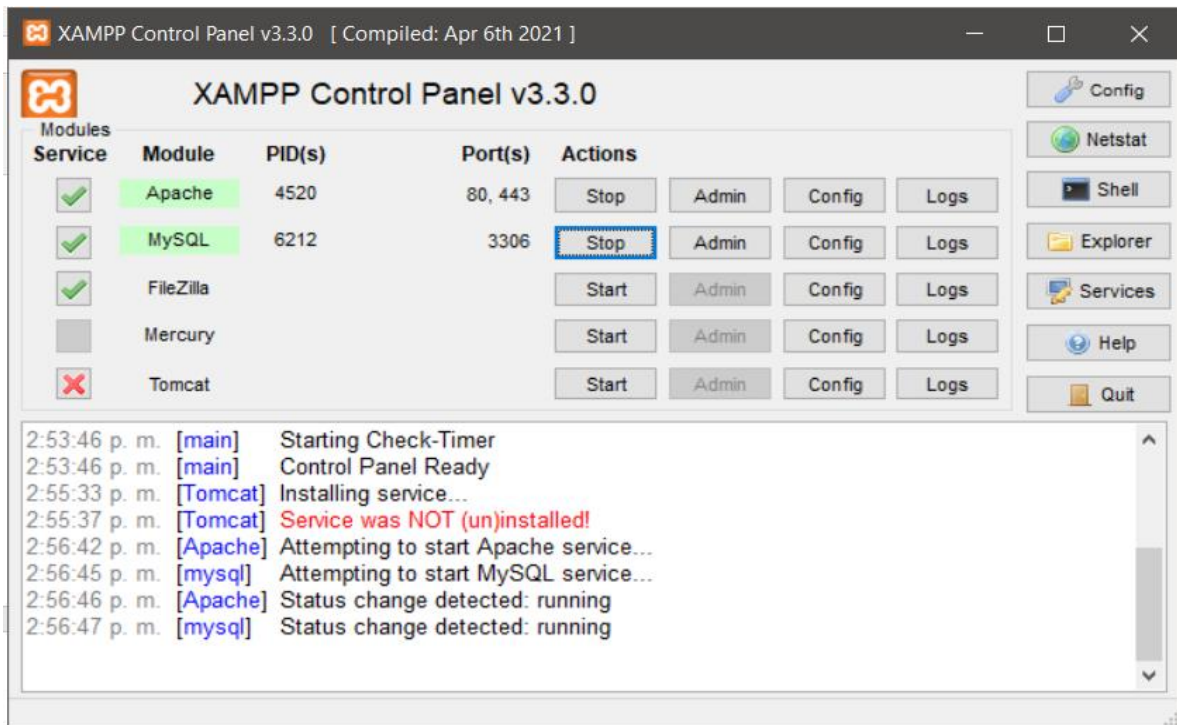 XAMPP Control Panel v3.3.0 [ Compiled: Apr 6th 2021 ]
XAMPP Control Panel v3.3.0
Modules
Service Module PID(s) Port(s) Actions
Apache 4520 80, 443 Stop Admin Config Logs
MySQL 6212 3306 Stop Admin Config Logs
FileZilla Start Admin Config Logs
Mercury Start Admin Config Logs
Tomcat Start Admin Config Logs
Config
Netstat
Shell
Explorer
Services
Help
Quit
2:53:46 p. m. [main] Starting Check-Timer
2:53:46 p. m. [main] Control Panel Ready
2:55:33 p. m. [Tomcat] Installing service...
2:55:37 p. m. [Tomcat] Service was NOT (un)installed!
2:56:42 p. m. [Apache] Attempting to start Apache service...
2:56:45 p. m. [mysql] Attempting to start MySQL service...
2:56:46 p. m. [Apache] Status change detected: running
2:56:47 p. m. [mysql] Status change detected: running